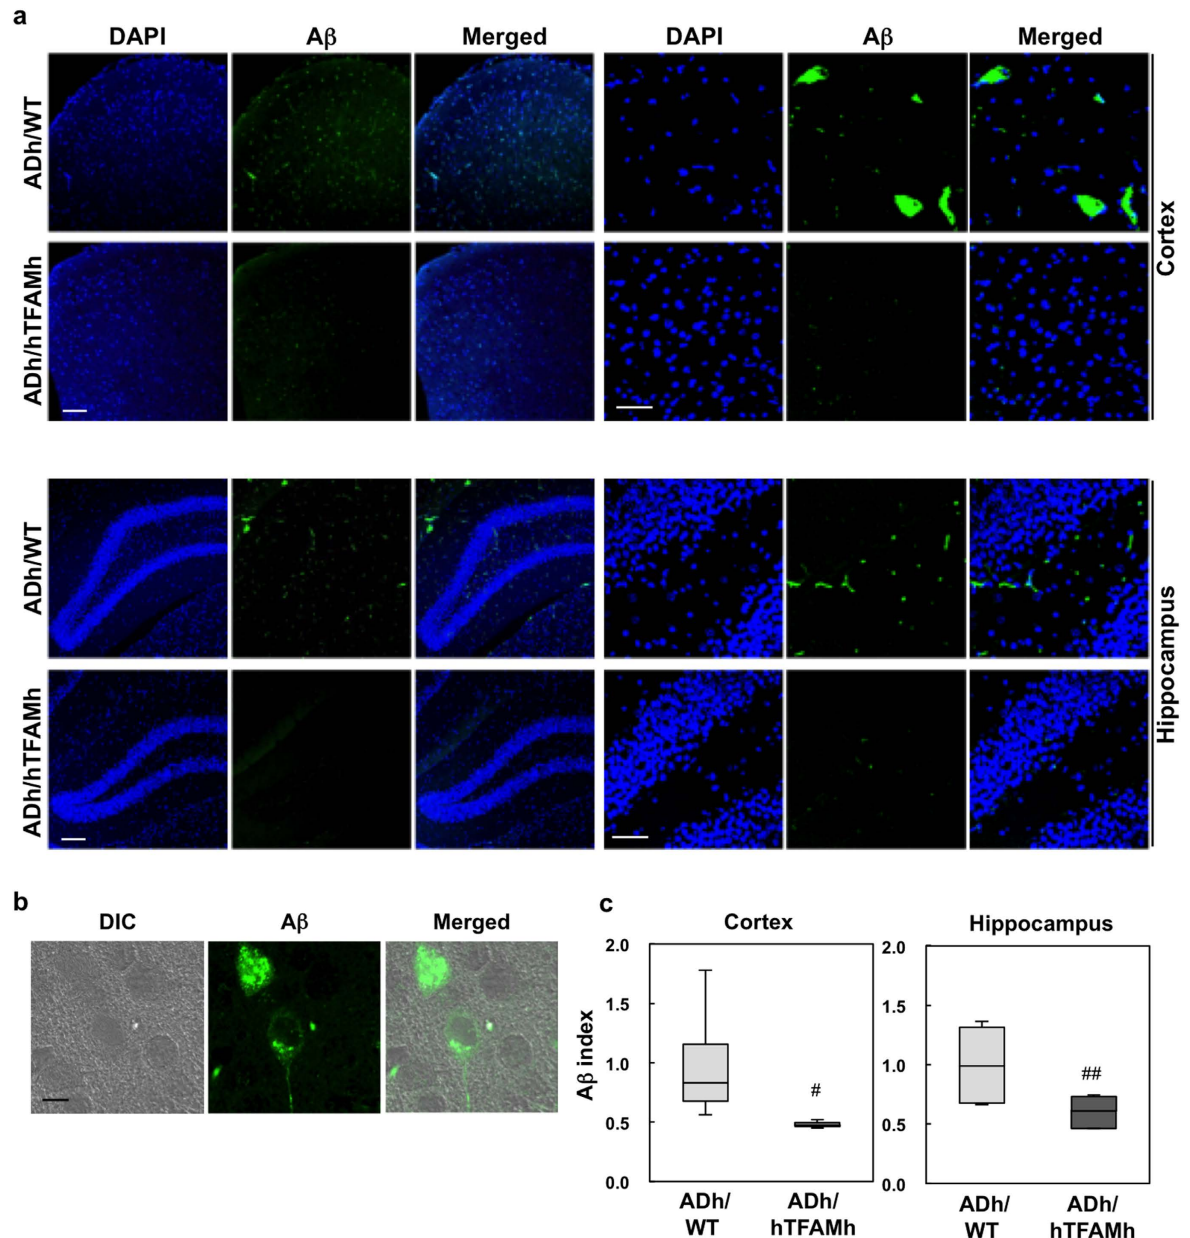 a
DAPI Aβ Merged DAPI Aβ Merged
ADh/WT
ADh/hTFAMh
Cortex
ADh/WT
ADh/hTFAMh
Hippocampus
b
DIC Aβ Merged
c
Cortex
Hippocampus
Aβ index
2.0
1.5
1.0
0.5
0.0
#
ADh/
WT
ADh/
hTFAMh
2.0
1.5
1.0
0.5
0.0
##
ADh/
WT
ADh/
hTFAMh